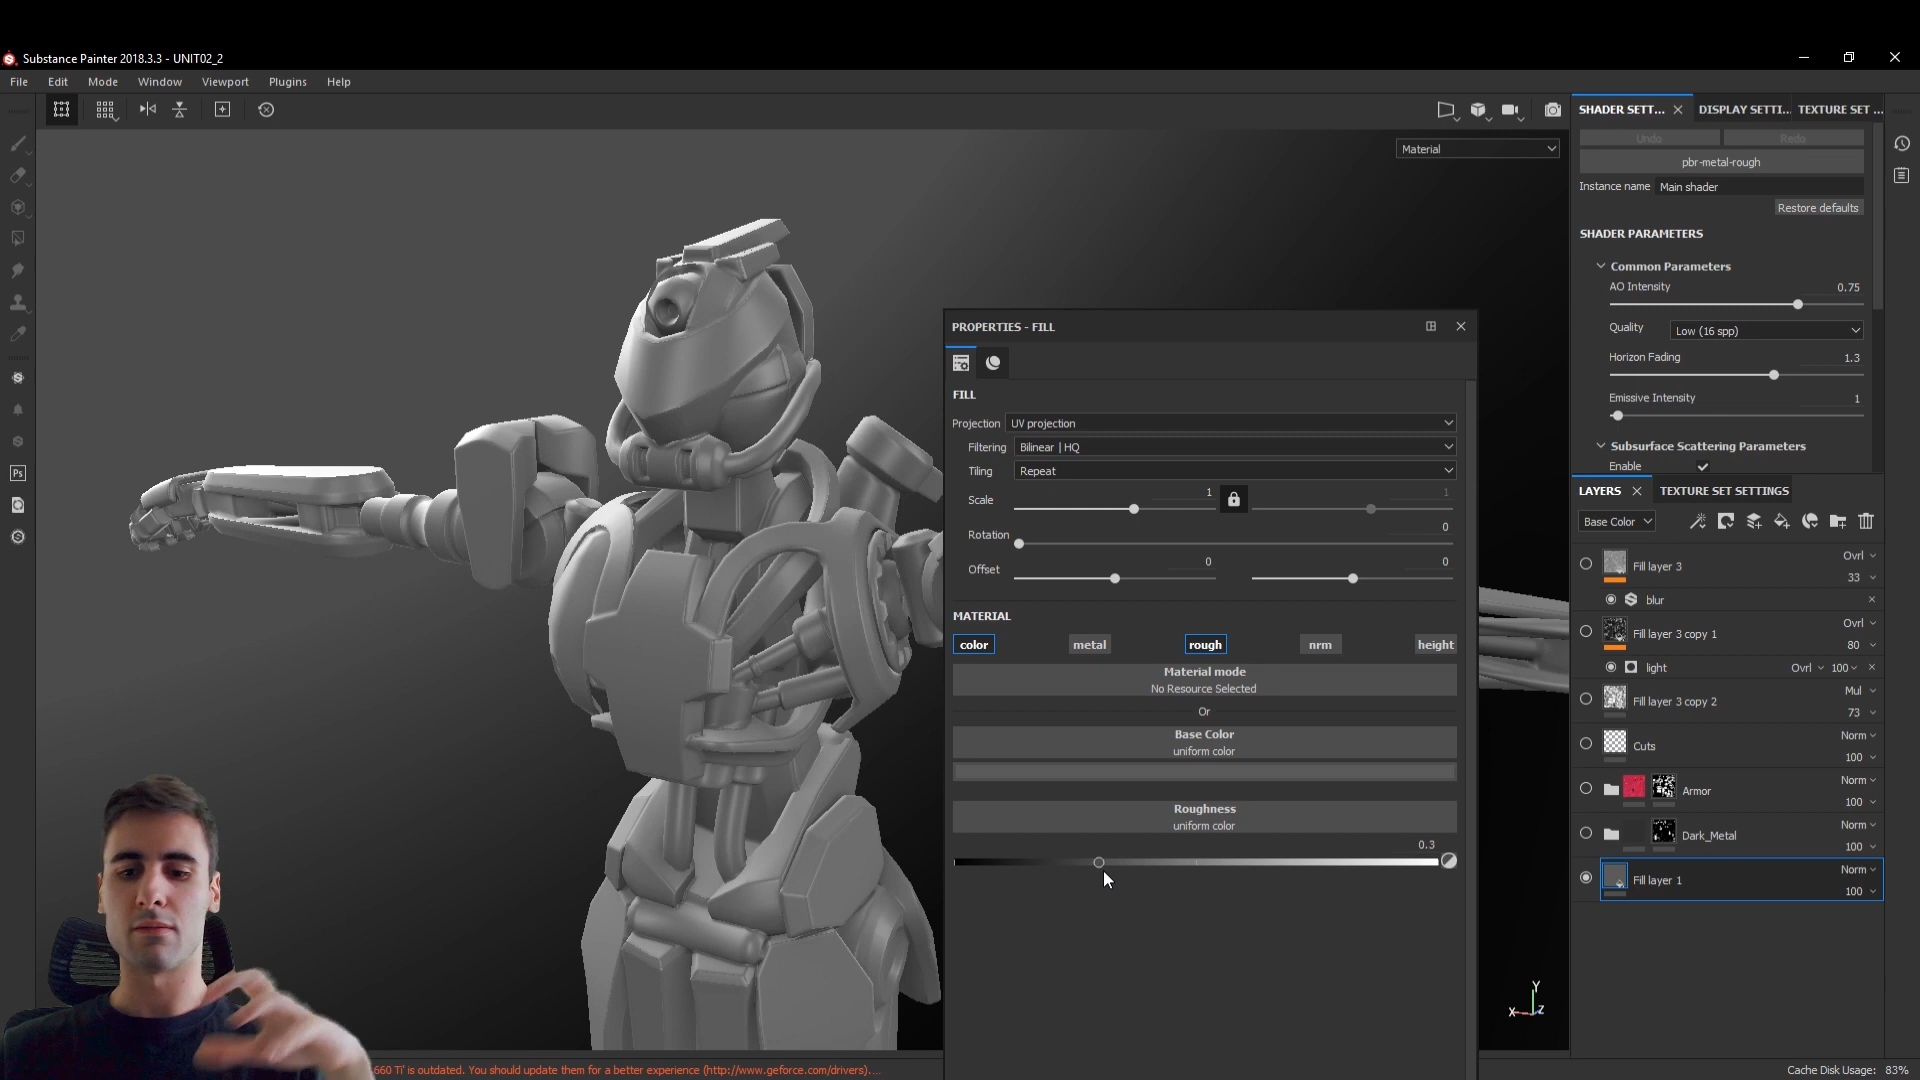 Substance Painter 2018.3.3 - UNIT02_2
File Edit Mode Window Viewport Plugins Help
Material
SHADER SETT... DISPLAY SETTI... TEXTURE SET ...
Undo Redo
pbr-metal-rough
Instance name Main shader
Restore defaults
SHADER PARAMETERS
Common Parameters
AO Intensity 0.75
Quality Low (16 spp)
Horizon Fading 1.3
Emissive Intensity 1
Subsurface Scattering Parameters
Enable
PROPERTIES - FILL
FILL
Projection UV projection
Filtering Bilinear | HQ
Tiling Repeat
Scale 1 1
Rotation 0
Offset 0 0
MATERIAL
color metal rough nrm height
Material mode
No Resource Selected
Or
Base Color
uniform color
Roughness
uniform color
0.3
LAYERS TEXTURE SET SETTINGS
Base Color
Fill layer 3 Ovrl
33
blur
Fill layer 3 copy 1 Ovrl
80
light Ovrl 100
Fill layer 3 copy 2 Mul
73
Cuts Norm
100
Armor Norm
100
Dark_Metal Norm
100
Fill layer 1 Norm
100
Ps
Y
X Z
660 Ti' is outdated. You should update them for a better experience (http://www.geforce.com/drivers)....
Cache Disk Usage: 83%